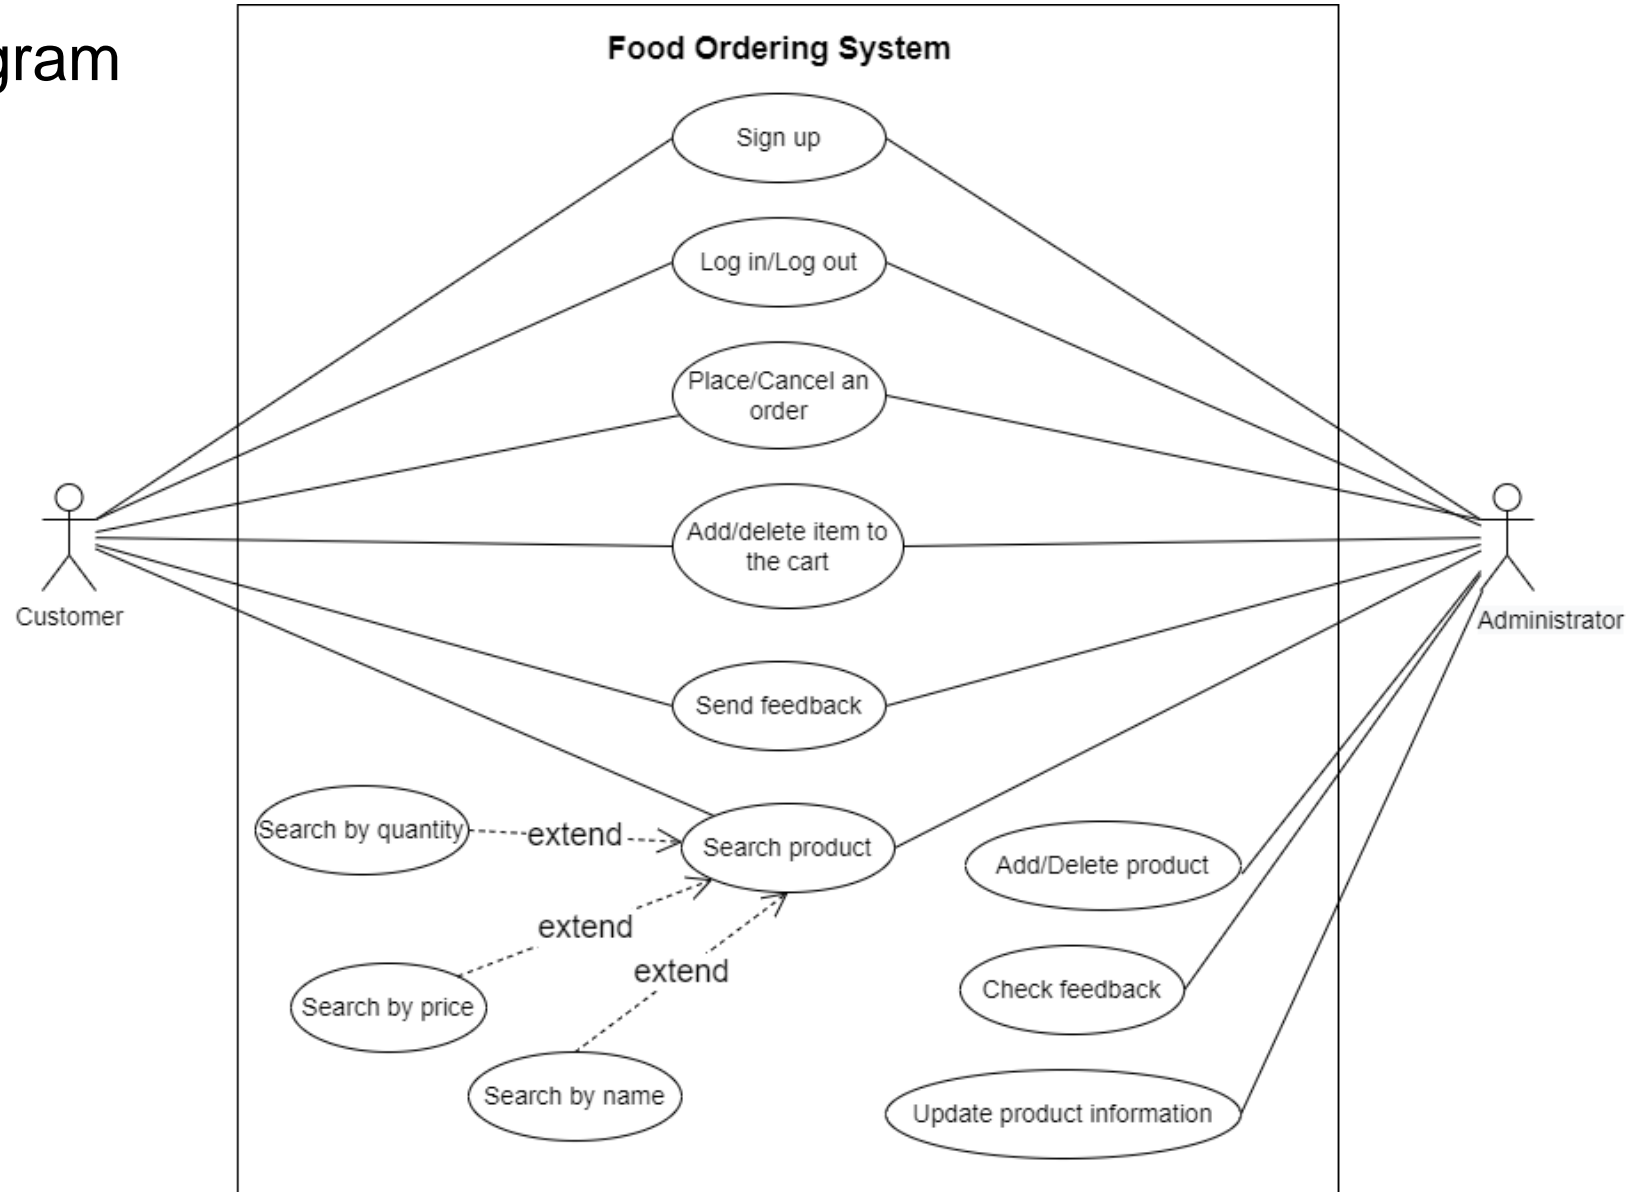 gram
Food Ordering System
Sign up
Log in/Log out
Place/Cancel an
order
Add/delete item to
the cart
Customer
Administrator
Send feedback
Search by quantity
extend
Search product
Add/Delete product
extend
extend
Check feedback
Search by price
Search by name
Update product information